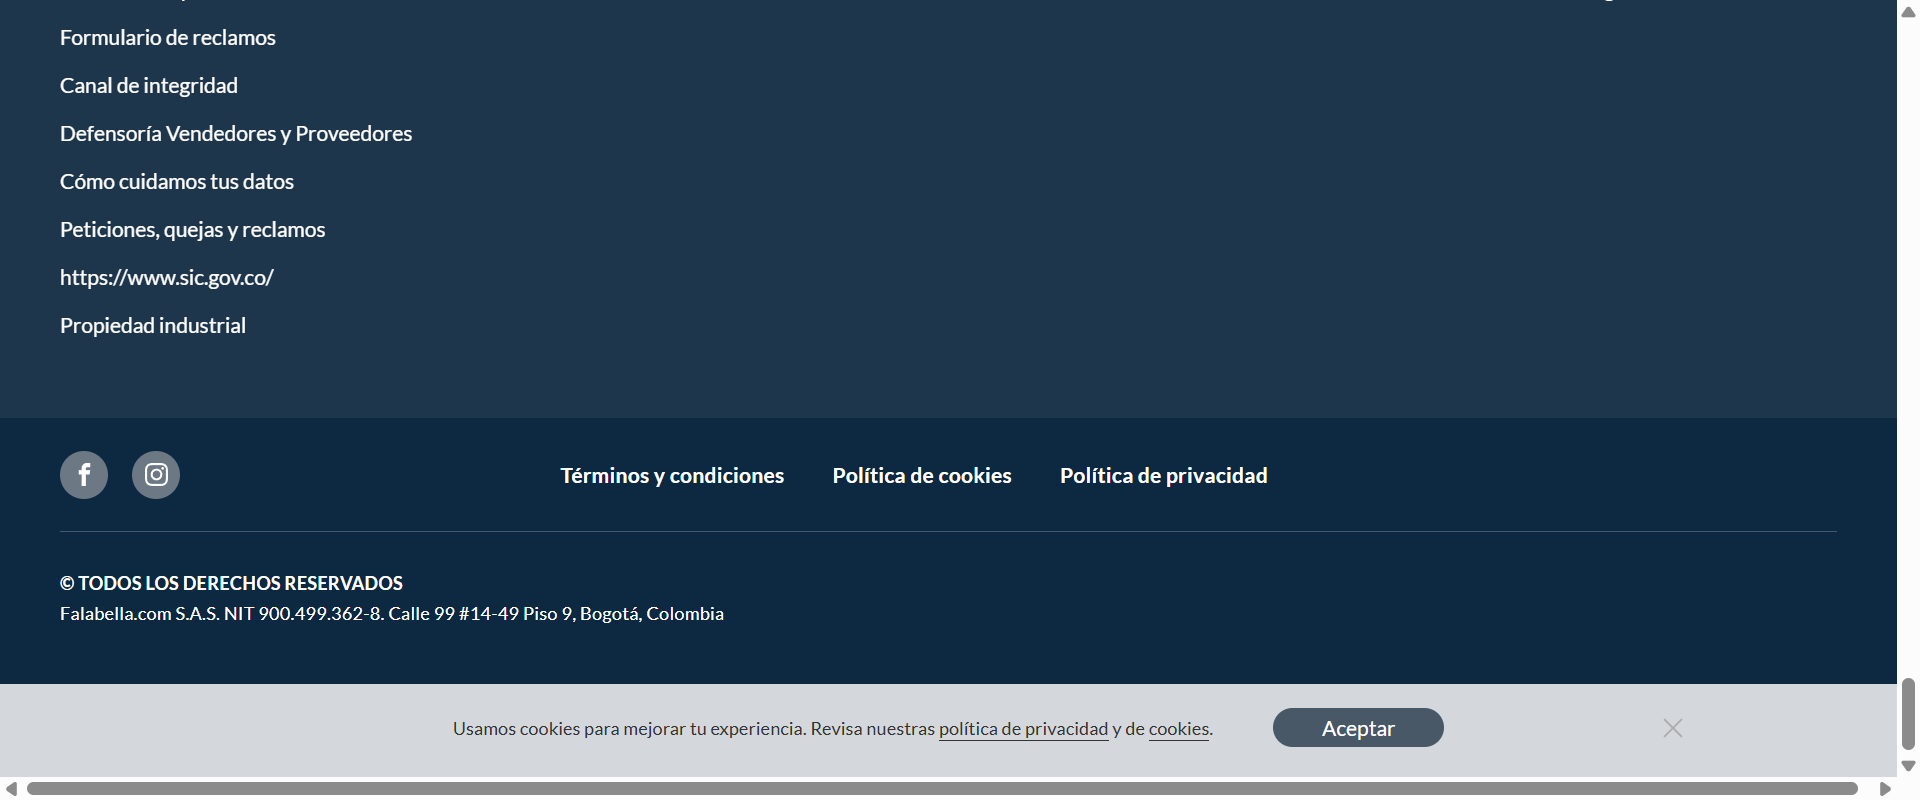 Formulario de reclamos
Canal de integridad
Defensoría Vendedores y Proveedores
Cómo cuidamos tus datos
Peticiones, quejas y reclamos
https://www.sic.gov.co/
Propiedad industrial
Términos y condiciones
Política de cookies
Política de privacidad
© TODOS LOS DERECHOS RESERVADOS
Falabella.com S.A.S. NIT 900.499.362-8. Calle 99 #14-49 Piso 9, Bogotá, Colombia
Usamos cookies para mejorar tu experiencia. Revisa nuestras política de privacidad y de cookies.
Aceptar